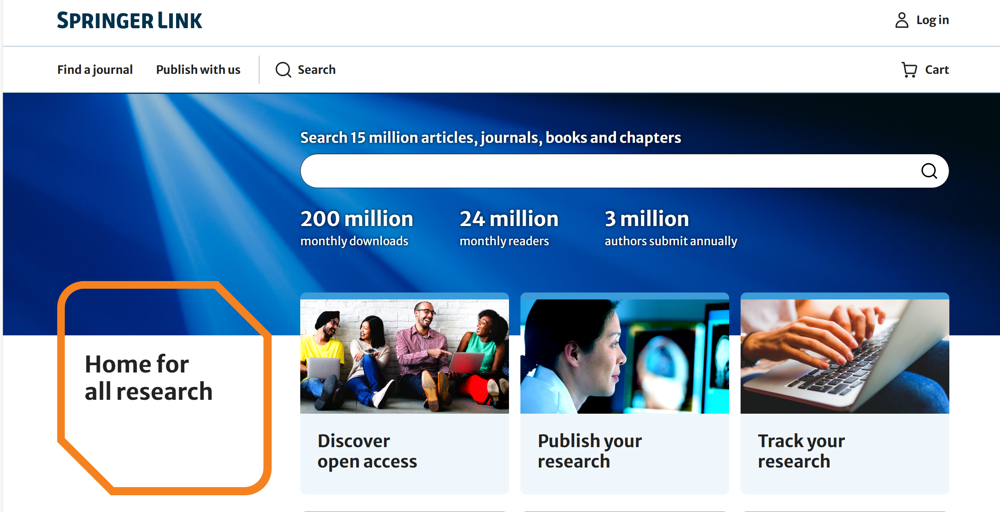 SPRINGER LINK
Log in
Find a journal
Publish with us
Search
Cart
Search 15 million articles, journals, books and chapters
200 million
monthly downloads
24 million
monthly readers
3 million
authors submit annually
Home for
all research
Discover
open access
Publish your
research
Track your
research